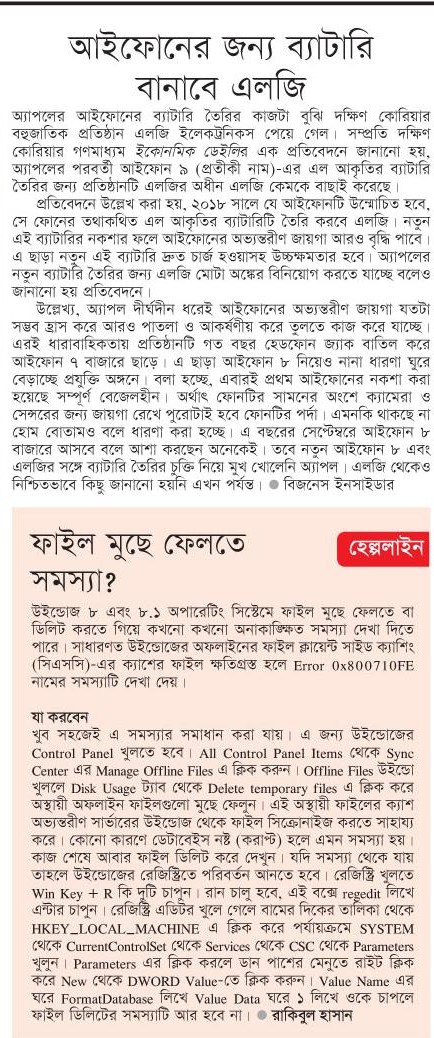 আইফোনের জন্য ব্যাটারি
বানাবে এলজি
অ্যাপলের আইফোনের ব্যাটারি তৈরির কাজটা বুঝি দক্ষিণ কোরিয়ার
বহুজাতিক প্রতিষ্ঠান এলজি ইলেকট্রনিকস পেয়ে গেল। সম্প্রতি দক্ষিণ
কোরিয়ার গণমাধ্যম ইকোনমিক ডেইলির এক প্রতিবেদনে জানানো হয়,
অ্যাপলের পরবর্তী আইফোন ৯ (প্রতীকী নাম)-এর এল আকৃতির ব্যাটারি
তৈরির জন্য প্রতিষ্ঠানটি এলজির অধীন এলজি কেমকে বাছাই করেছে।
প্রতিবেদনে উল্লেখ করা হয়, ২০১৮ সালে যে আইফোনটি উন্মোচিত হবে,
সে ফোনের তথাকথিত এল আকৃতির ব্যাটারিটি তৈরি করবে এলজি। নতুন
এই ব্যাটারির নকশার ফলে আইফোনের অভ্যন্তরীণ জায়গা আরও বৃদ্ধি পাবে।
এ ছাড়া নতুন এই ব্যাটারি দ্রুত চার্জ হওয়াসহ উচ্চক্ষমতার হবে। অ্যাপলের
নতুন ব্যাটারি তৈরির জন্য এলজি মোটা অঙ্কের বিনিয়োগ করতে যাচ্ছে বলেও
জানানো হয় প্রতিবেদনে।
উল্লেখ্য, অ্যাপল দীর্ঘদীন ধরেই আইফোনের অভ্যন্তরীণ জায়গা যতটা
সম্ভব হ্রাস করে আরও পাতলা ও আকর্ষণীয় করে তুলতে কাজ করে যাচ্ছে।
এরই ধারাবাহিকতায় প্রতিষ্ঠানটি গত বছর হেডফোন জ্যাক বাতিল করে
আইফোন ৭ বাজারে ছাড়ে। এ ছাড়া আইফোন ৮ নিয়েও নানা ধারণা ঘুরে
বেড়াচ্ছে প্রযুক্তি অঙ্গনে। বলা হচ্ছে, এবারই প্রথম আইফোনের নকশা করা
হয়েছে সম্পূর্ণ বেজেলহীন। অর্থাৎ ফোনটির সামনের অংশে ক্যামেরা ও
সেন্সরের জন্য জায়গা রেখে পুরোটাই হবে ফোনটির পর্দা। এমনকি থাকছে না
হোম বোতামও বলে ধারণা করা হচ্ছে। এ বছরের সেপ্টেম্বরে আইফোন ৮
বাজারে আসবে বলে আশা করছেন অনেকেই। তবে নতুন আইফোন ৮ এবং
এলজির সঙ্গে ব্যাটারি তৈরির চুক্তি নিয়ে মুখ খোলেনি অ্যাপল। এলজি থেকেও
নিশ্চিতভাবে কিছু জানানো হয়নি এখন পর্যন্ত। ● বিজনেস ইনসাইডার
ফাইল মুছে ফেলতে
সমস্যা?
হেল্পলাইন
উইন্ডোজ ৮ এবং ৮.১ অপারেটিং সিস্টেমে ফাইল মুছে ফেলতে বা
ডিলিট করতে গিয়ে কখনো কখনো অনাকাঙ্ক্ষিত সমস্যা দেখা দিতে
পারে। সাধারণত উইন্ডোজের অফলাইনের ফাইল ক্লায়েন্ট সাইড ক্যাশিং
(সিএসসি)-এর ক্যাশের ফাইল ক্ষতিগ্রস্ত হলে Error 0x800710FE
নামের সমস্যাটি দেখা দেয়।
যা করবেন
খুব সহজেই এ সমস্যার সমাধান করা যায়। এ জন্য উইন্ডোজের
Control Panel খুলতে হবে। All Control Panel Items থেকে Sync
Center এর Manage Offline Files এ ক্লিক করুন। Offline Files উইন্ডো
খুললে Disk Usage ট্যাব থেকে Delete temporary files এ ক্লিক করে
অস্থায়ী অফলাইন ফাইলগুলো মুছে ফেলুন। এই অস্থায়ী ফাইলের ক্যাশ
অভ্যন্তরীণ সার্ভারের উইন্ডোজ থেকে ফাইল সিক্রোনাইজ করতে সাহায্য
করে। কোনো কারণে ডেটাবেইস নষ্ট (করাপ্ট) হলে এমন সমস্যা হয়।
কাজ শেষে আবার ফাইল ডিলিট করে দেখুন। যদি সমস্যা থেকে যায়
তাহলে উইন্ডোজের রেজিস্ট্রিতে পরিবর্তন আনতে হবে। রেজিস্ট্রি খুলতে
Win Key + R কি দুটি চাপুন। রান চালু হবে, এই বক্সে regedit লিখে
এন্টার চাপুন। রেজিস্ট্রি এডিটর খুলে গেলে বামের দিকের তালিকা থেকে
HKEY_LOCAL_MACHINE এ ক্লিক করে পর্যায়ক্রমে SYSTEM
থেকে CurrentControlSet থেকে Services থেকে CSC থেকে Parameters
খুলুন। Parameters এর ক্লিক করলে ডান পাশের মেনুতে রাইট ক্লিক
করে New থেকে DWORD Value-তে ক্লিক করুন। Value Name এর
ঘরে FormatDatabase লিখে Value Data ঘরে ১ লিখে ওকে চাপলে
ফাইল ডিলিটের সমস্যাটি আর হবে না। ● রাকিবুল হাসান